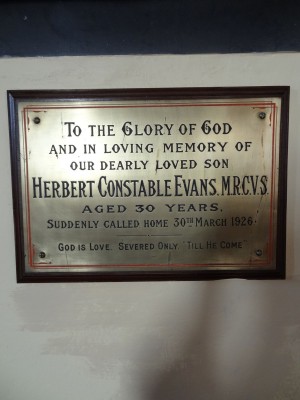 TO THE GLORY OF GOD
AND IN LOVING MEMORY OF
OUR DEARLY LOVED SON
HERBERT CONSTABLE EVANS. M.R.C.V.S.
AGED 30 YEARS.
SUDDENLY CALLED HOME 30TH MARCH 1926.
GOD IS LOVE. SEVERED ONLY "TILL HE COME"